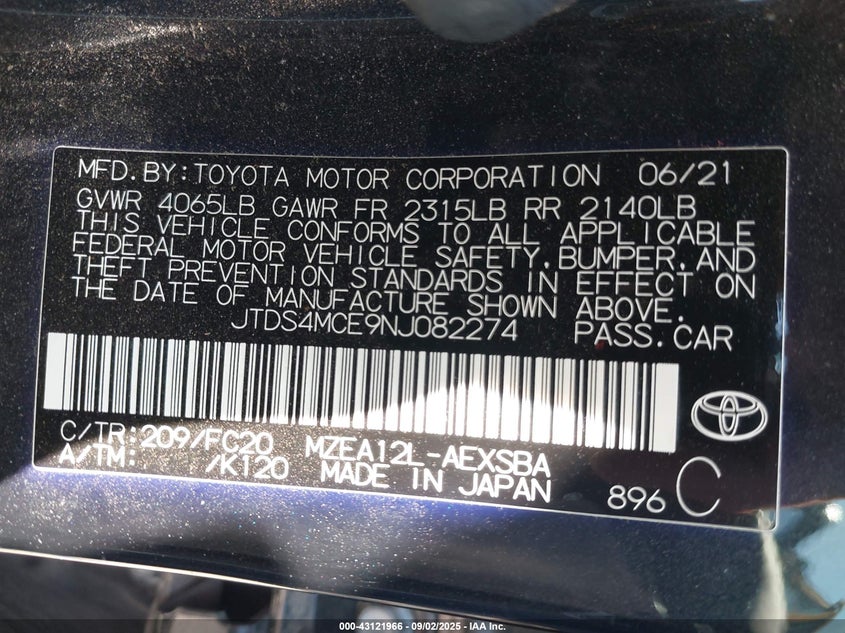 MFD.BY:TOYOTA MOTOR CORPORATION 06/21
GVWR 4065LB GAWR FR 2315LB RR 2140LB
THIS VEHICLE CONFORMS TO ALL APPLICABLE
FEDERAL MOTOR VEHICLE SAFETY,BUMPER,AND
THEFT PREVENTION STANDARDS IN EFFECT ON
THE DATE OF MANUFACTURE SHOWN ABOVE.
JTDS4MCE9NJ082274 PASS.CAR
C/TR:209/FC20 MZEA12L-AEXSBA
A/TM: /K120 MADE IN JAPAN
896 C
000-43121966 - 09/02/2025 - IAA Inc.